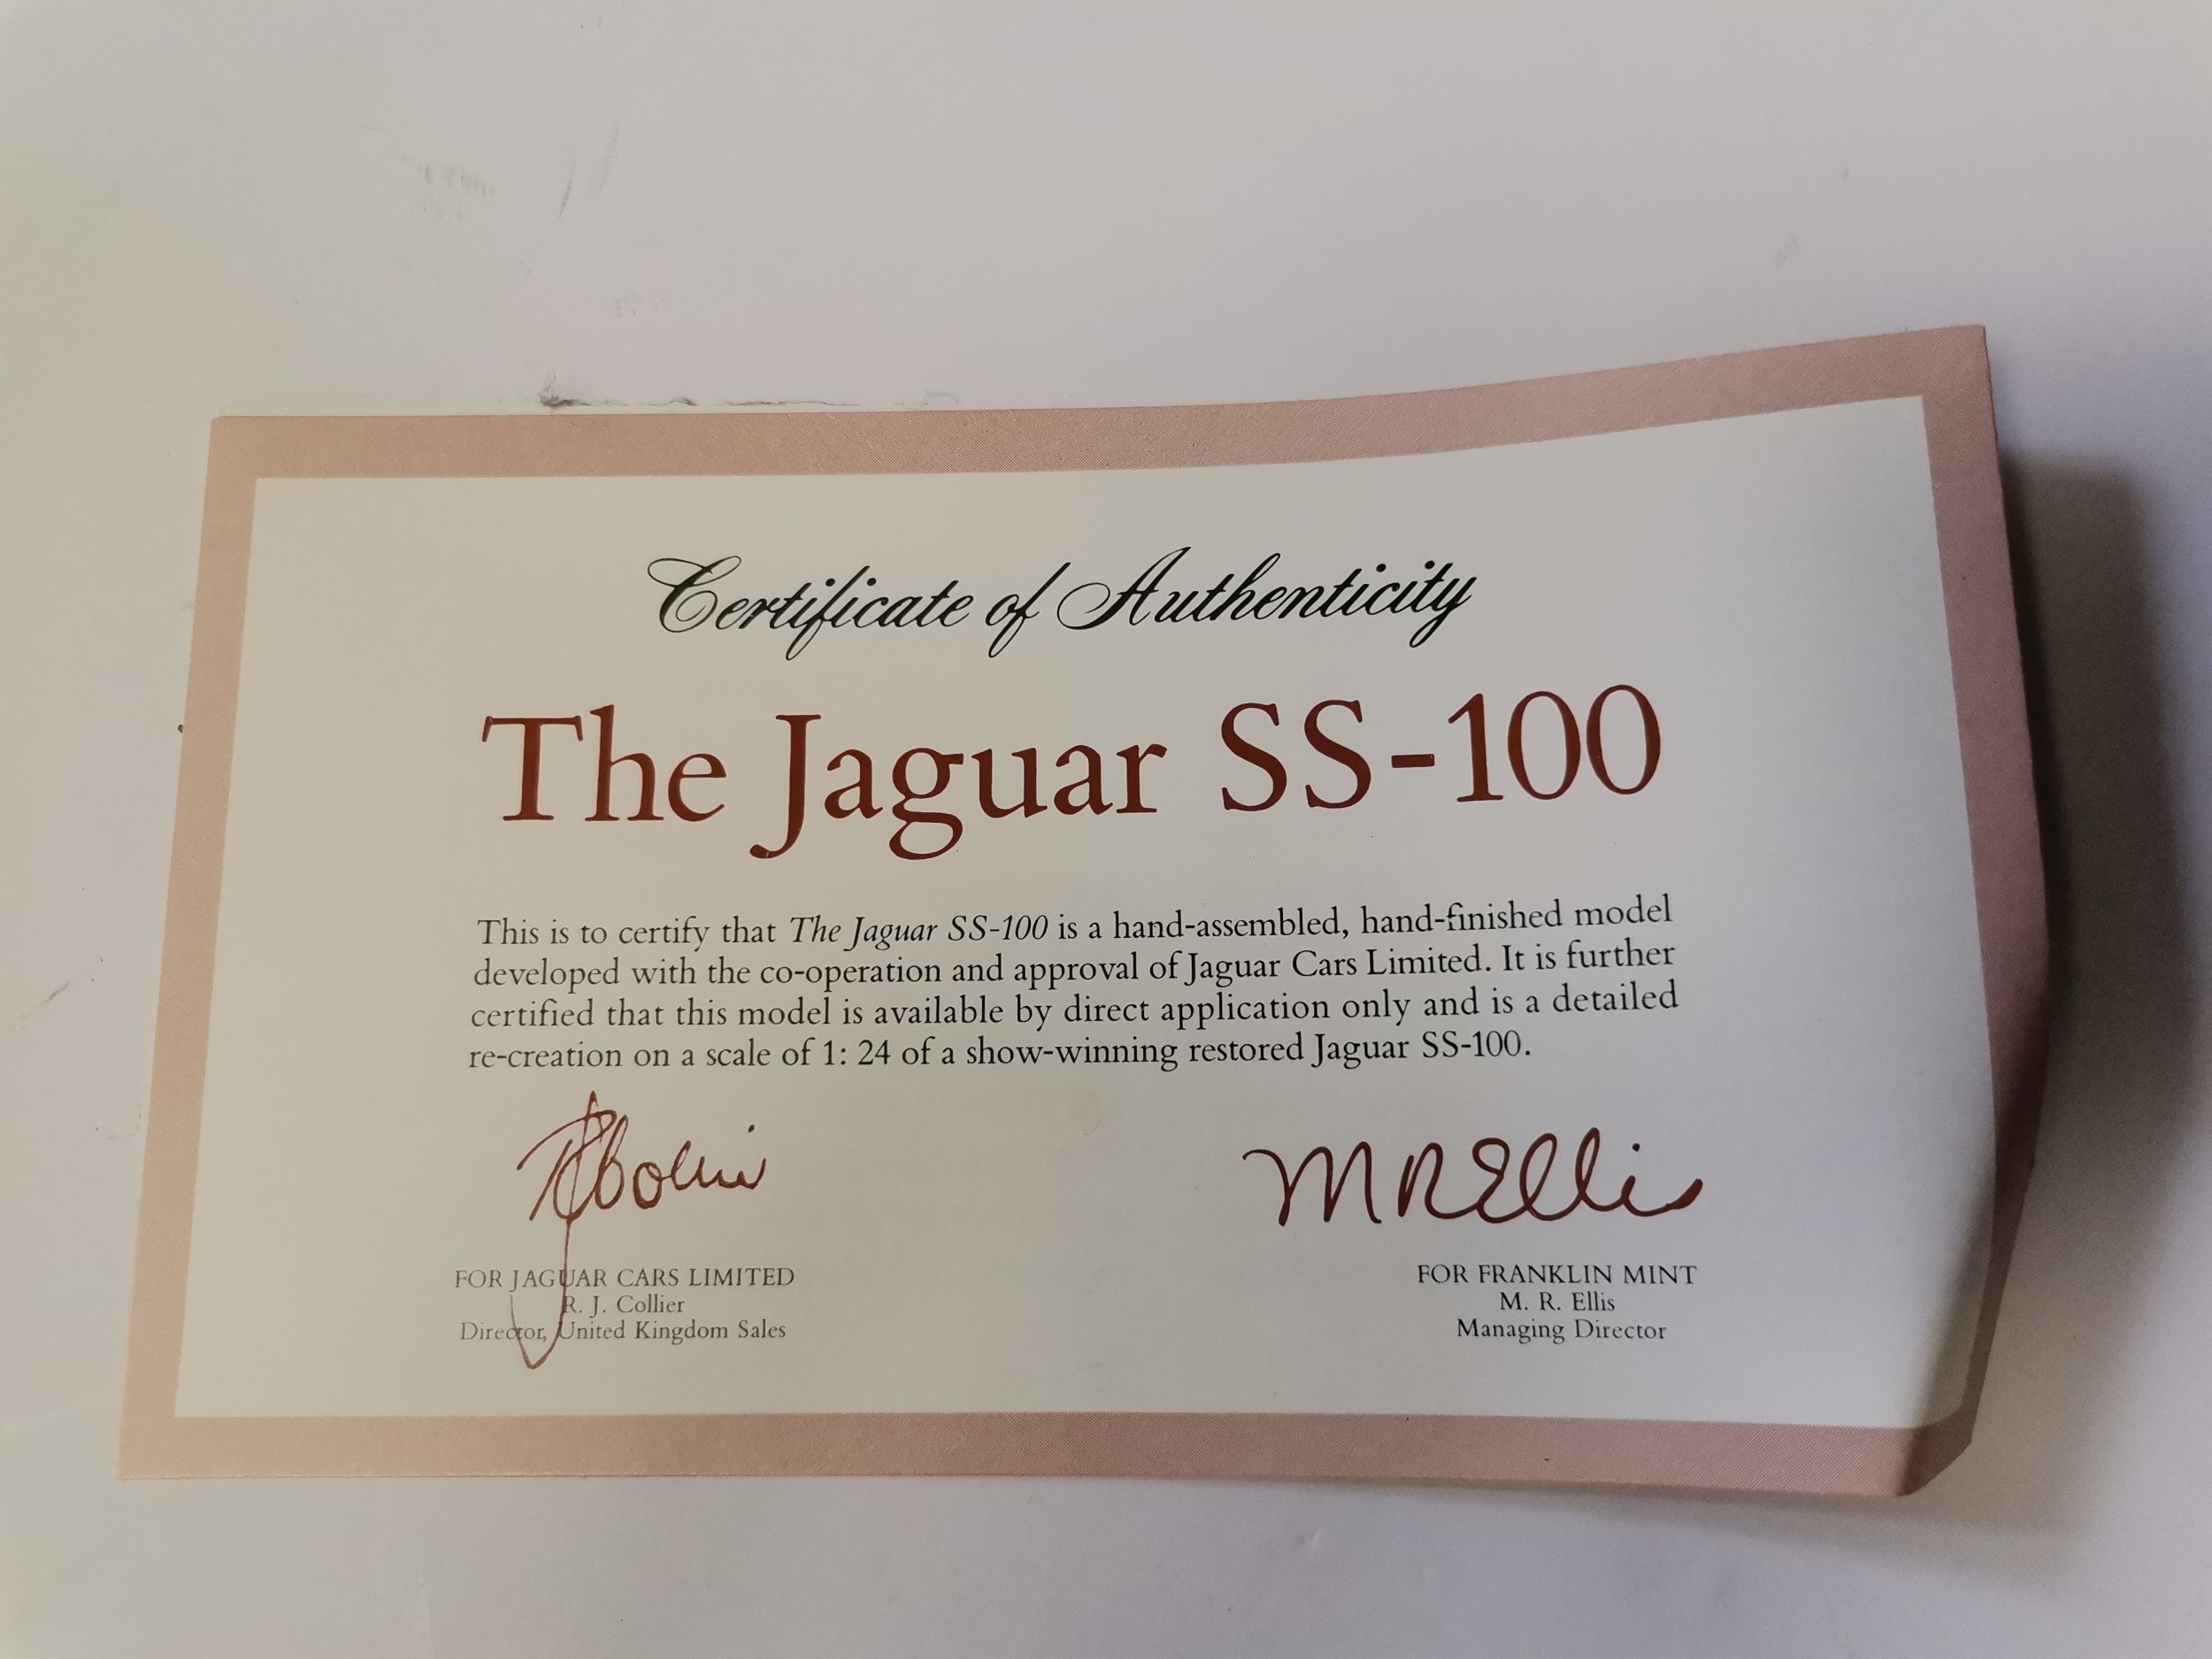 Certificate of Authenticity
The Jaguar SS-100
This is to certify that The Jaguar SS-100 is a hand-assembled, hand-finished model
developed with the co-operation and approval of Jaguar Cars Limited. It is further
certified that this model is available by direct application only and is a detailed
re-creation on a scale of 1: 24 of a show-winning restored Jaguar SS-100.
MREllis
FOR JAGUAR CARS LIMITED
R. J. Collier
Director, United Kingdom Sales
FOR FRANKLIN MINT
M. R. Ellis
Managing Director